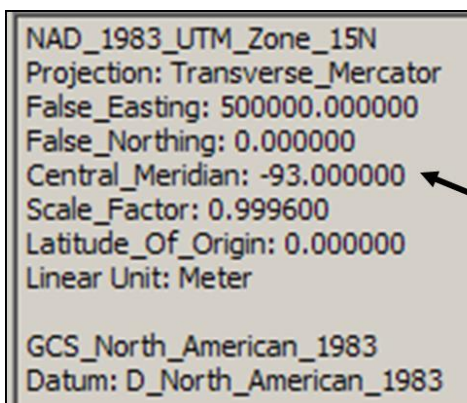 NAD_1983_UTM_Zone_15N
Projection: Transverse_Mercator
False_Easting: 500000.000000
False_Northing: 0.000000
Central_Meridian: -93.000000
Scale_Factor: 0.999600
Latitude_Of_Origin: 0.000000
Linear Unit: Meter
GCS_North_American_1983
Datum: D_North_American_1983